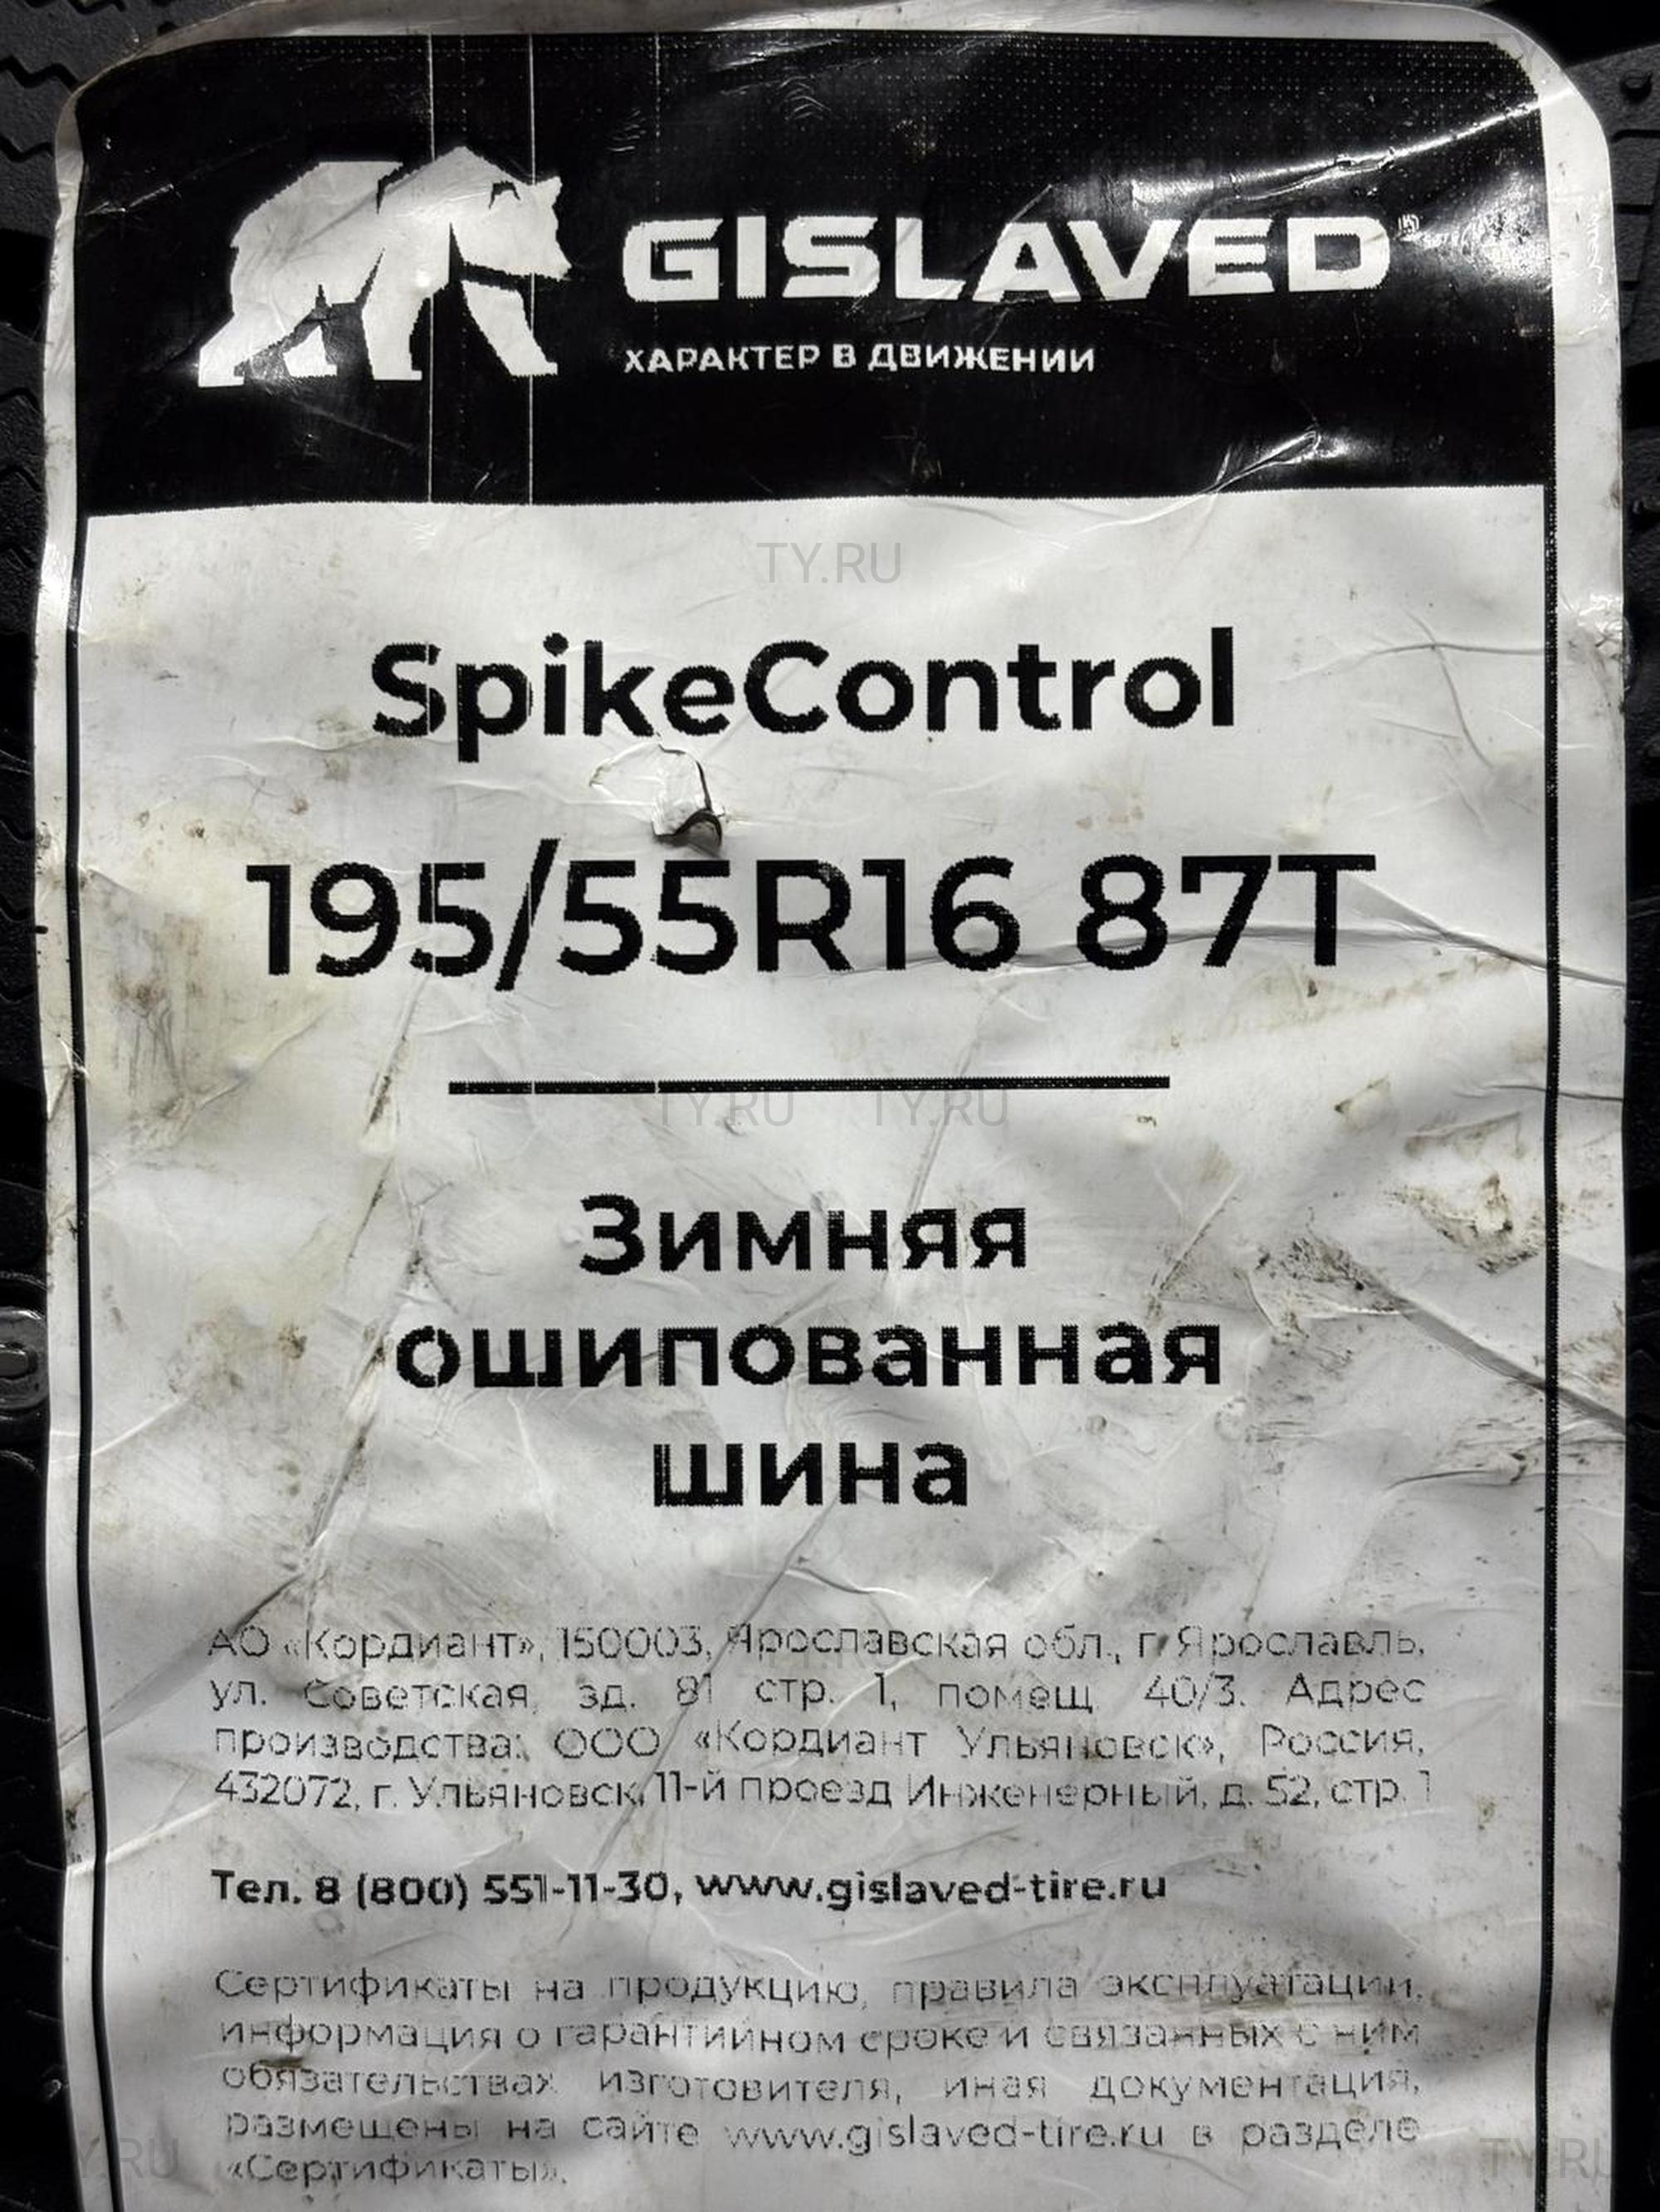 GISLAVED®
ХАРАКТЕР В ДВИЖЕНИИ
TY.RU
SpikeControl
195/55R16 87T
TY.RU TY.RU
Зимняя
ошипованная
шина
АО «Кордиант», 150003, Ярославская обл., г. Ярославль,
ул. Советская, зд. 81 стр. 1, помещ. 40/3. Адрес
производства: ООО «Кордиант Ульяновск», Россия,
432072, г. Ульяновск, 11-й проезд Инженерный, д. 52, стр. 1
Тел. 8 (800) 551-11-30, www.gislaved-tire.ru
Сертификаты на продукцию, правила эксплуатации,
информация о гарантийном сроке и связанных с ним
обязательствах изготовителя, иная документация,
размещены на сайте www.gislaved-tire.ru в разделе
«Сертификаты».
TY.RU